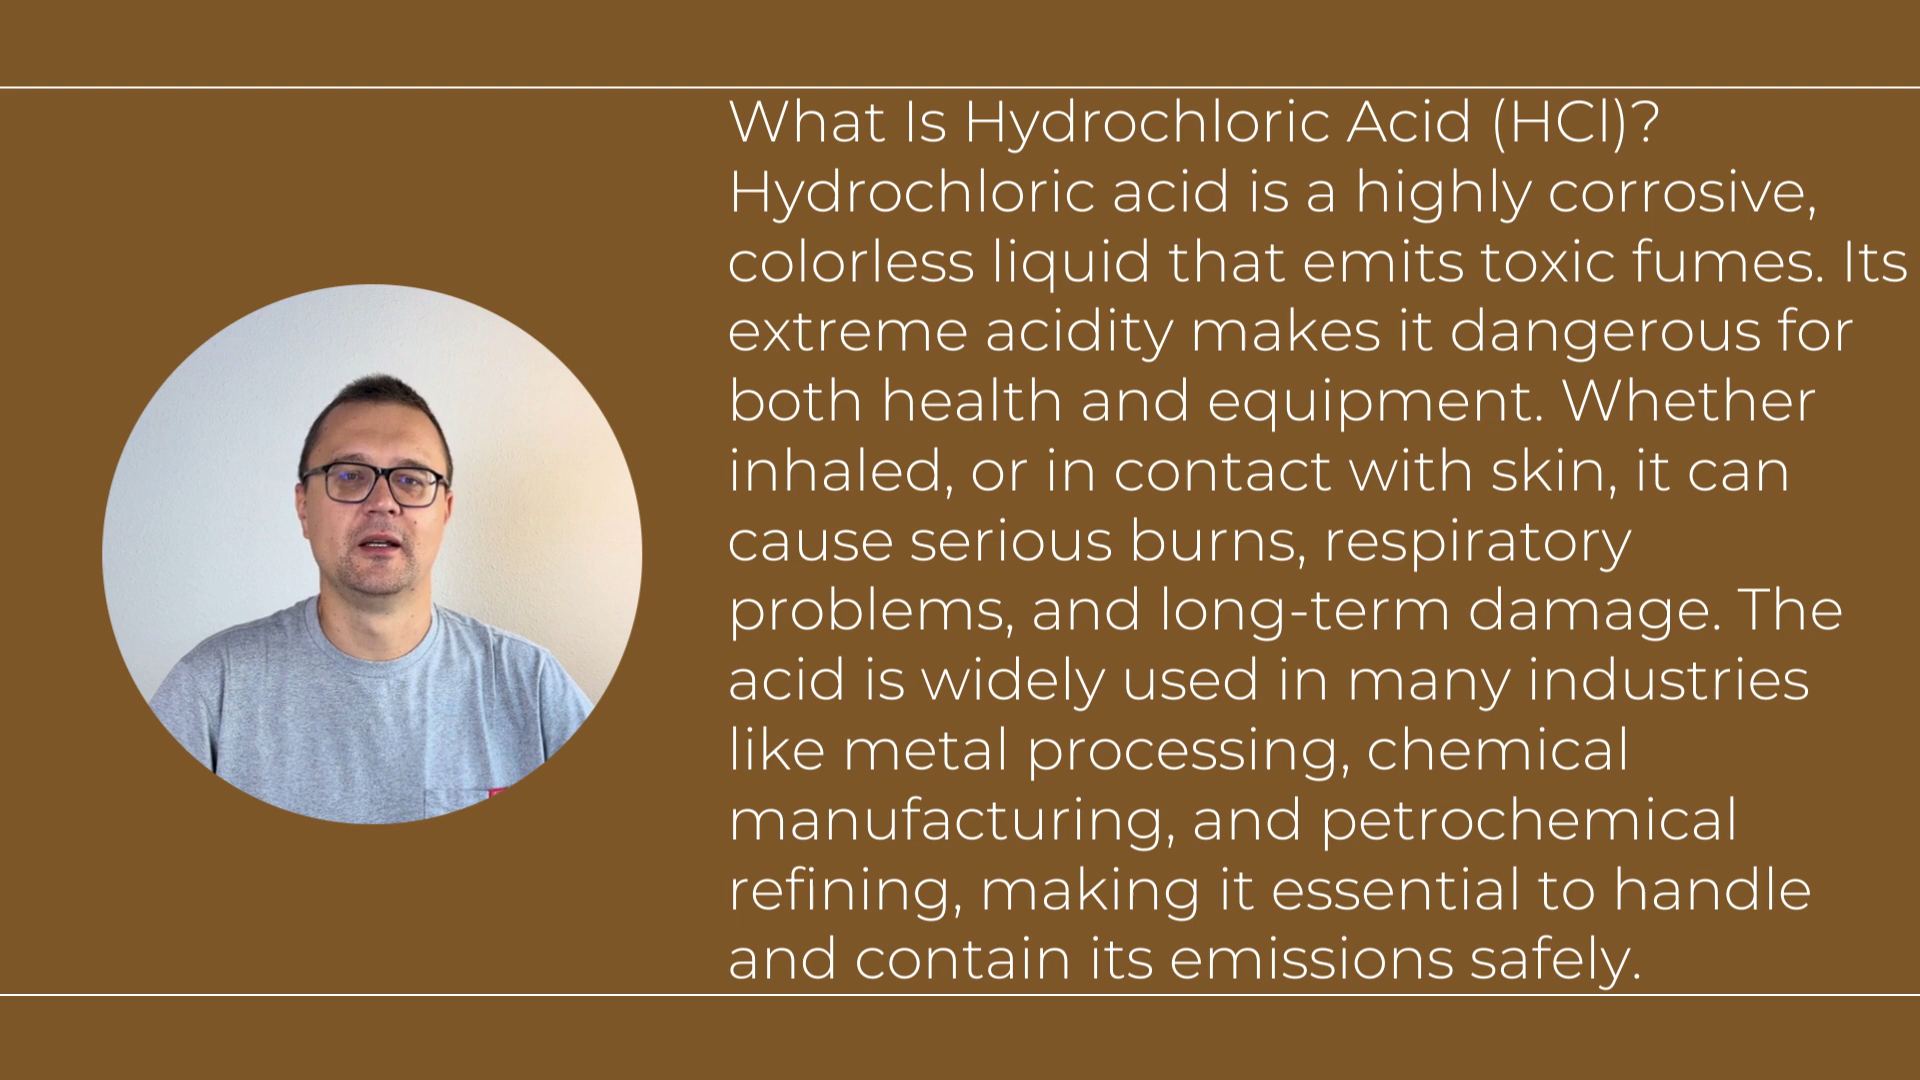 What Is Hydrochloric Acid (HCl)?
Hydrochloric acid is a highly corrosive,
colorless liquid that emits toxic fumes. Its
extreme acidity makes it dangerous for
both health and equipment. Whether
inhaled, or in contact with skin, it can
cause serious burns, respiratory
problems, and long-term damage. The
acid is widely used in many industries
like metal processing, chemical
manufacturing, and petrochemical
refining, making it essential to handle
and contain its emissions safely.